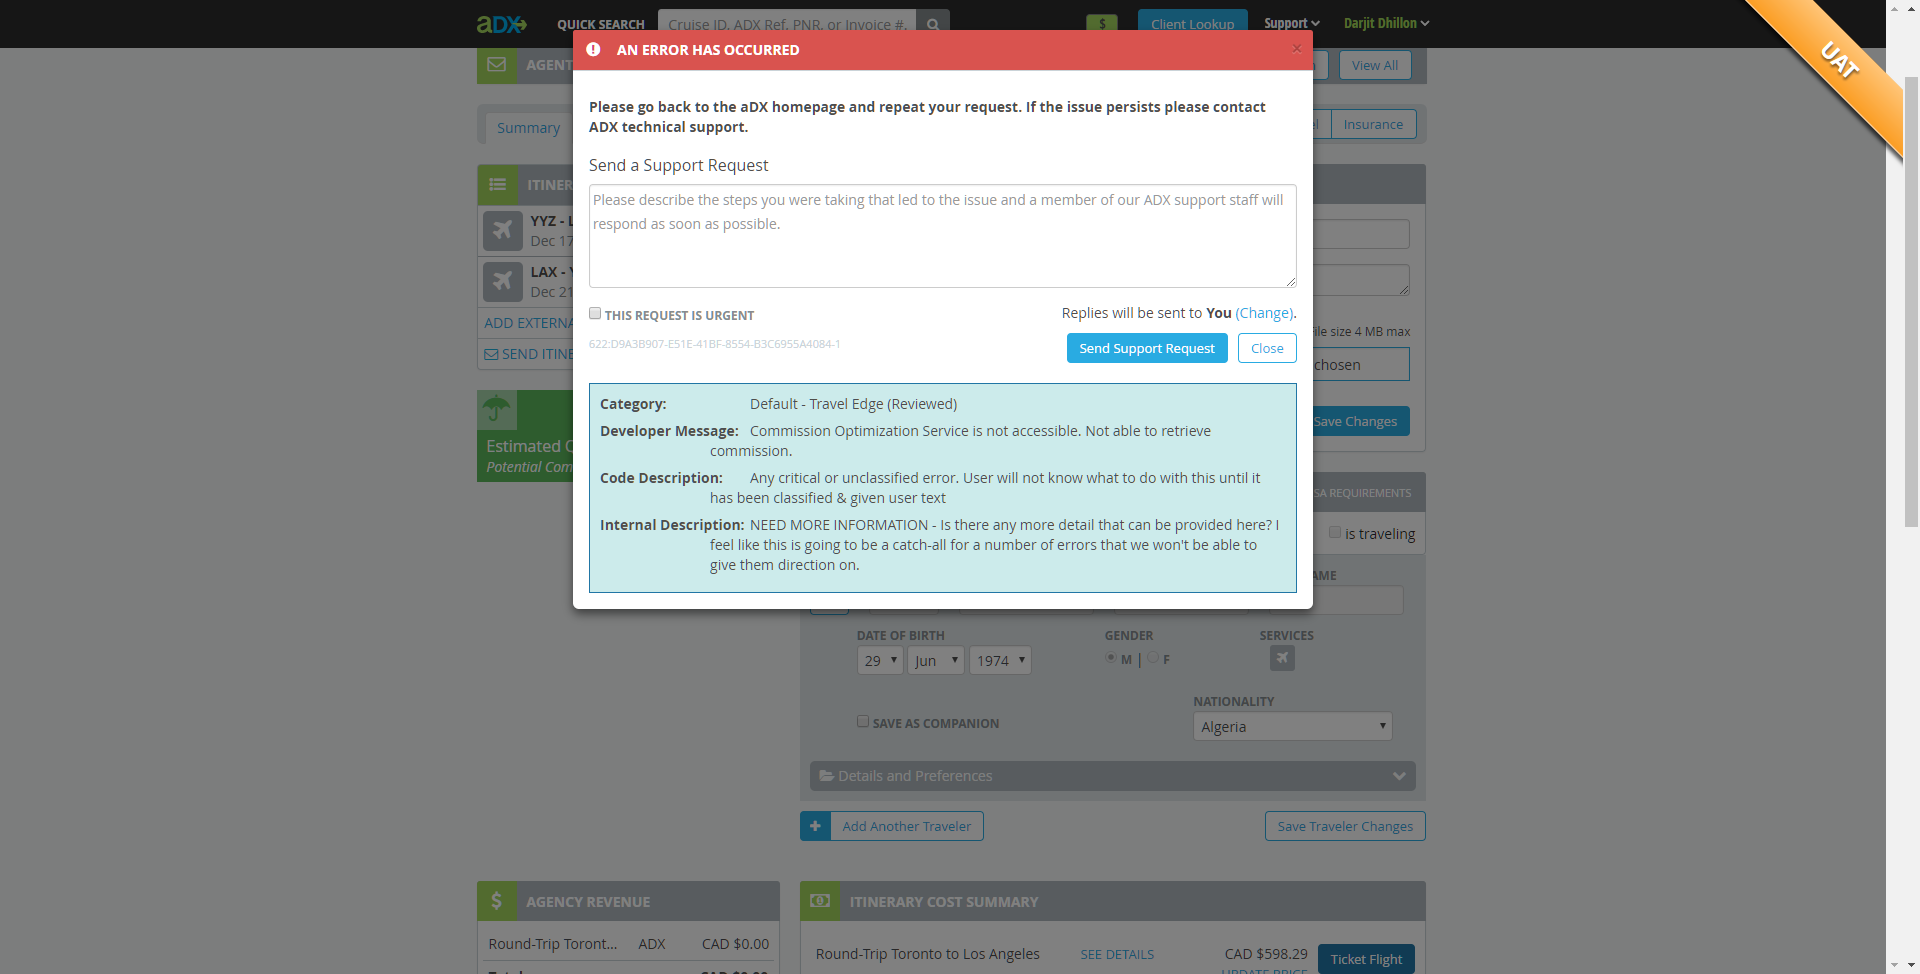 aDX QUICK SEARCH Cruise ID, ADX Ref, PNR, or Invoice #. $ Client Lookup Support Darjit Dhillon
UAT
AN ERROR HAS OCCURRED ×
AGENT View All
Please go back to the aDX homepage and repeat your request. If the issue persists please contact
ADX technical support.
Summary Insurance
Send a Support Request
ITINER
Please describe the steps you were taking that led to the issue and a member of our ADX support staff will
respond as soon as possible.
YYZ -
Dec 17
LAX -
Dec 21
THIS REQUEST IS URGENT Replies will be sent to You (Change).
ADD EXTERNA
file size 4 MB max
622:D9A3B907-E51E-41BF-8554-B3C6955A4084-1 Send Support Request Close
SEND ITINE
chosen
Category: Default - Travel Edge (Reviewed)
Developer Message: Commission Optimization Service is not accessible. Not able to retrieve
commission.
Save Changes
Estimated C
Potential Com
Code Description: Any critical or unclassified error. User will not know what to do with this until it
has been classified & given user text
SA REQUIREMENTS
Internal Description: NEED MORE INFORMATION - Is there any more detail that can be provided here? I
feel like this is going to be a catch-all for a number of errors that we won't be able to
give them direction on.
is traveling
AME
DATE OF BIRTH GENDER SERVICES
29 Jun 1974 M | F
NATIONALITY
SAVE AS COMPANION Algeria
Details and Preferences
Add Another Traveler Save Traveler Changes
$ AGENCY REVENUE ITINERARY COST SUMMARY
Round-Trip Toront... ADX CAD $0.00
Round-Trip Toronto to Los Angeles SEE DETAILS CAD $598.29 Ticket Flight
UPDATE PRICE